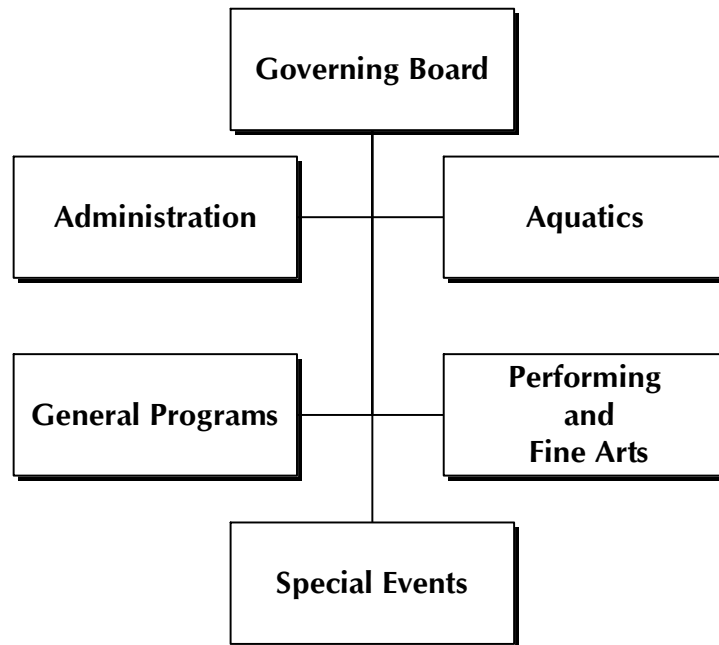 Governing Board
Administration
Aquatics
General Programs
Performing
and
Fine Arts
Special Events